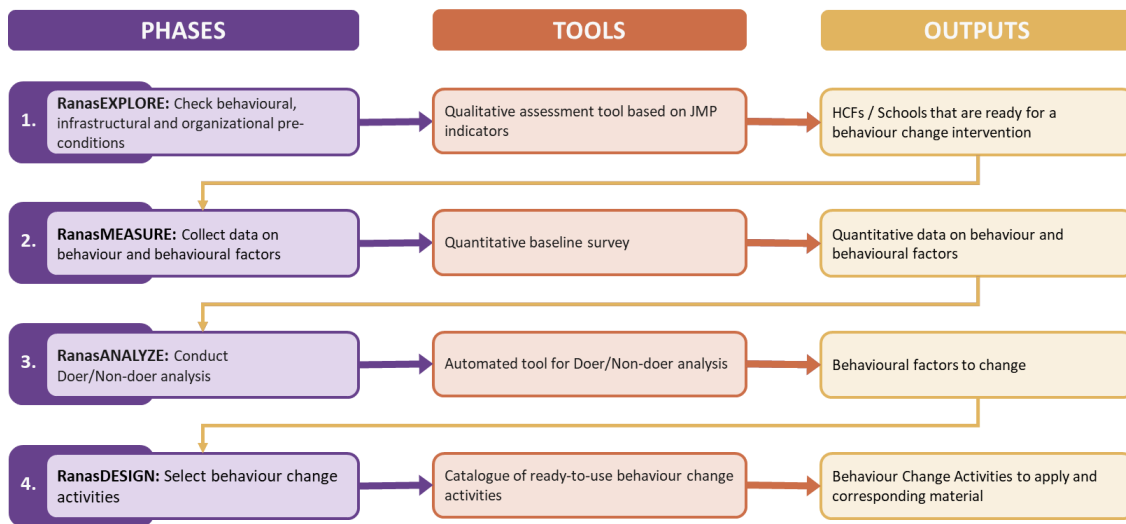 PHASES
TOOLS
OUTPUTS
1.
RanasEXPLORE: Check behavioural,
infrastructural and organizational pre-
conditions
Qualitative assessment tool based on JMP
indicators
HCFs / Schools that are ready for a
behaviour change intervention
2.
RanasMEASURE: Collect data on
behaviour and behavioural factors
Quantitative baseline survey
Quantitative data on behaviour and
behavioural factors
3.
RanasANALYZE: Conduct
Doer/Non-doer analysis
Automated tool for Doer/Non-doer analysis
Behavioural factors to change
4.
RanasDESIGN: Select behaviour change
activities
Catalogue of ready-to-use behaviour change
activities
Behaviour Change Activities to apply and
corresponding material